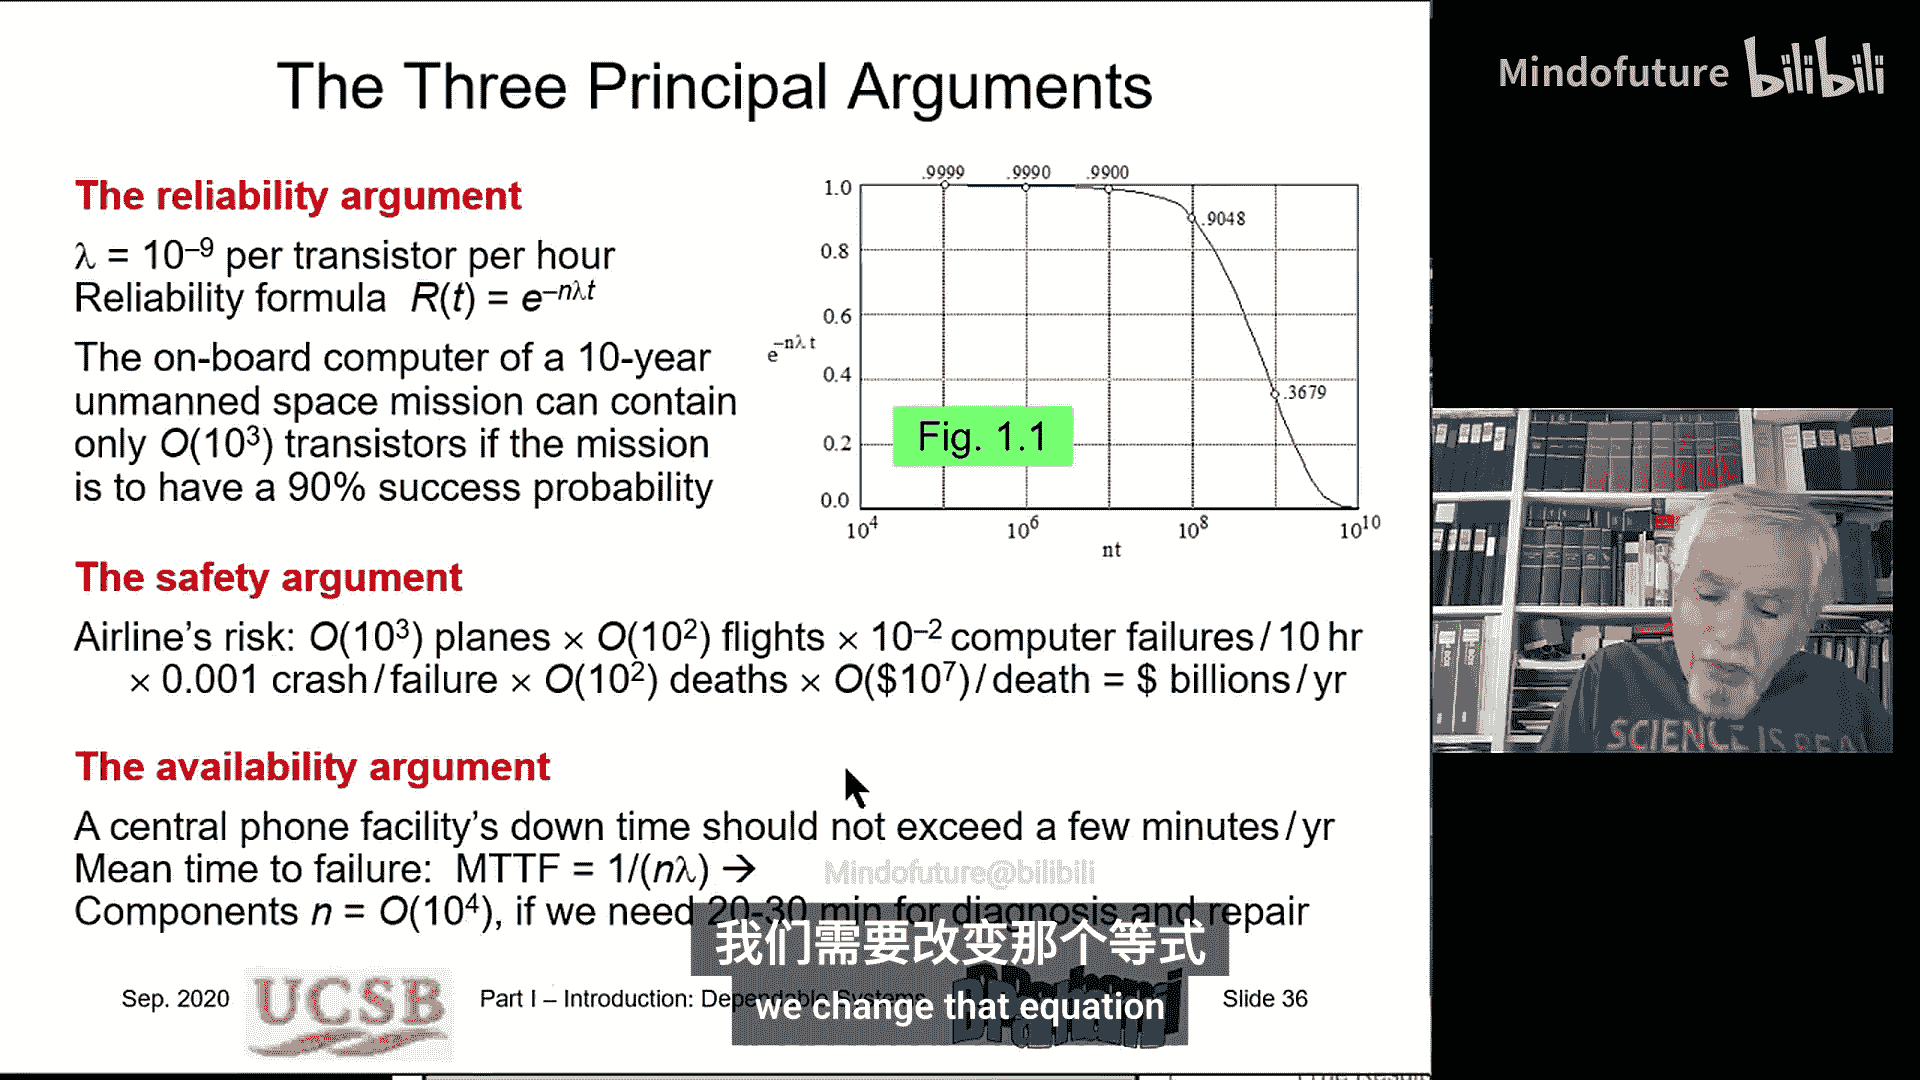 The Three Principal Arguments
Mindofuture bilibili
The reliability argument
λ = 10⁻⁹ per transistor per hour
Reliability formula R(t) = e^–nλt
The on-board computer of a 10-year
unmanned space mission can contain
only O(10³) transistors if the mission
is to have a 90% success probability
.9999 .9990 .9900
1.0
.9048
0.8
0.6
e^–nλt
0.4
.3679
Fig. 1.1
0.2
0.0
10⁴ 10⁶ 10⁸ 10¹⁰
nt
The safety argument
Airline's risk: O(10³) planes × O(10²) flights × 10⁻² computer failures / 10 hr
× 0.001 crash / failure × O(10²) deaths × O($10⁷) / death = $ billions / yr
SCIENCE IS REAL
The availability argument
A central phone facility's down time should not exceed a few minutes / yr
Mean time to failure: MTTF = 1/(nλ) →
Mindofuture@bilibili
Components n = O(10⁴), if we need 20-30 min for diagnosis and repair
我们需要改变那个等式
we change that equation
Sep. 2020
UCSB
Part I – Introduction: Dependable Systems
Slide 36